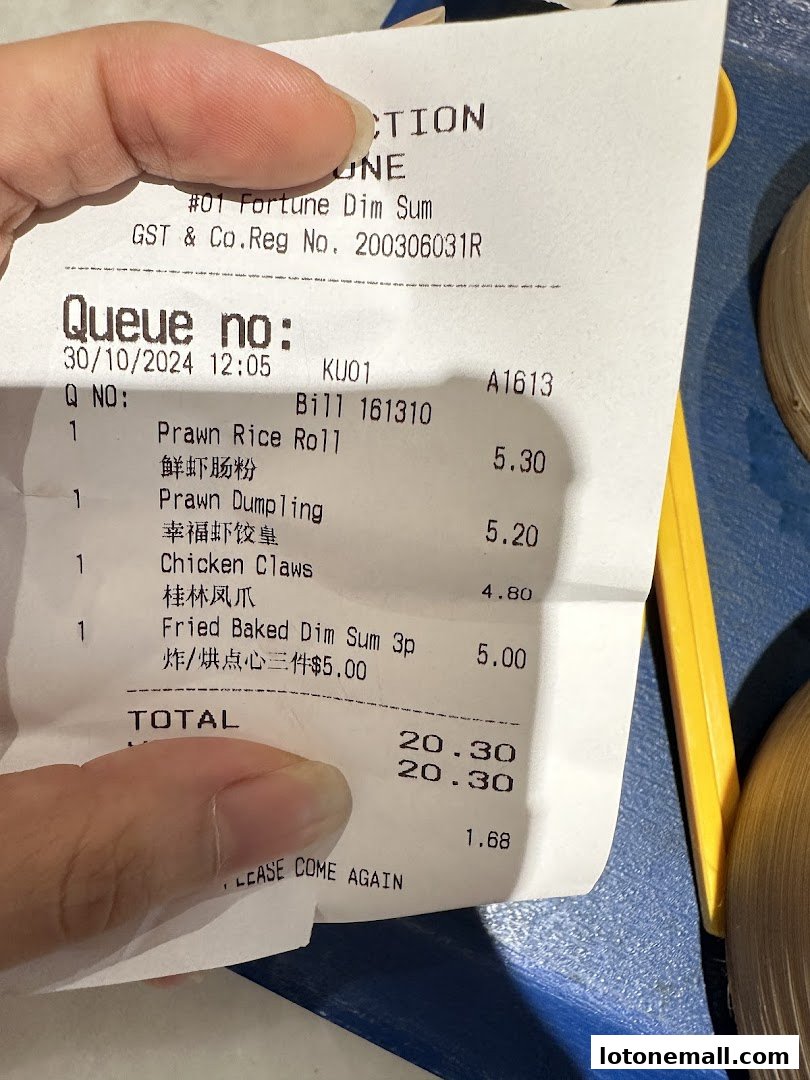 CTION
UNE
#01 Fortune Dim Sum
GST & Co.Reg No. 200306031R
Queue no:
30/10/2024 12:05 KU01 A1613
Q NO: Bill 161310
1 Prawn Rice Roll 5.30
鲜虾肠粉
1 Prawn Dumpling 5.20
幸福虾饺皇
1 Chicken Claws 4.80
桂林凤爪
1 Fried Baked Dim Sum 3p 5.00
炸/烘点心三件$5.00
TOTAL 20.30
20.30
1.68
LEASE COME AGAIN
lotonemall.com